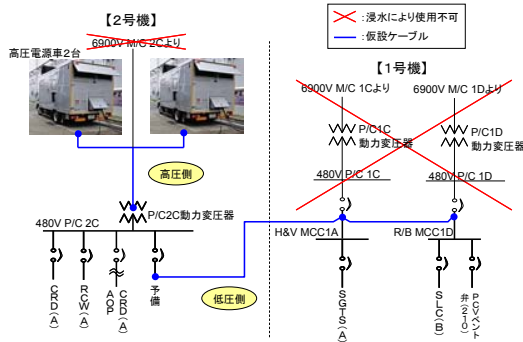 【2号機】
6900V M/C 2Cより
高圧電源車2台
:浸水により使用不可
:仮設ケーブル
【1号機】
6900V M/C 1Cより
6900V M/C 1Dより
P/C1C
動力変圧器
P/C1D
動力変圧器
高圧側
480V P/C 1C
480V P/C 1D
P/C2C動力変圧器
480V P/C 2C
H&V MCC1A
R/B MCC1D
CRD(A)
RCW(A)
CRD(A)
AOP
予備
低圧側
SGTS(A)
SLC(B)
PCVベント
弁(210)